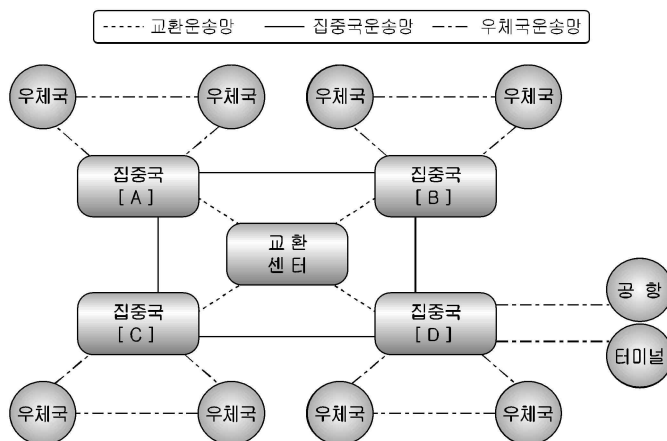 교환운송망 집중국운송망 우체국운송망
우체국 우체국 우체국 우체국
집중국
[ A ]
집중국
[ B ]
교 환
센 터
집중국
[ C ]
집중국
[ D ]
공 항
터미널
우체국 우체국 우체국 우체국